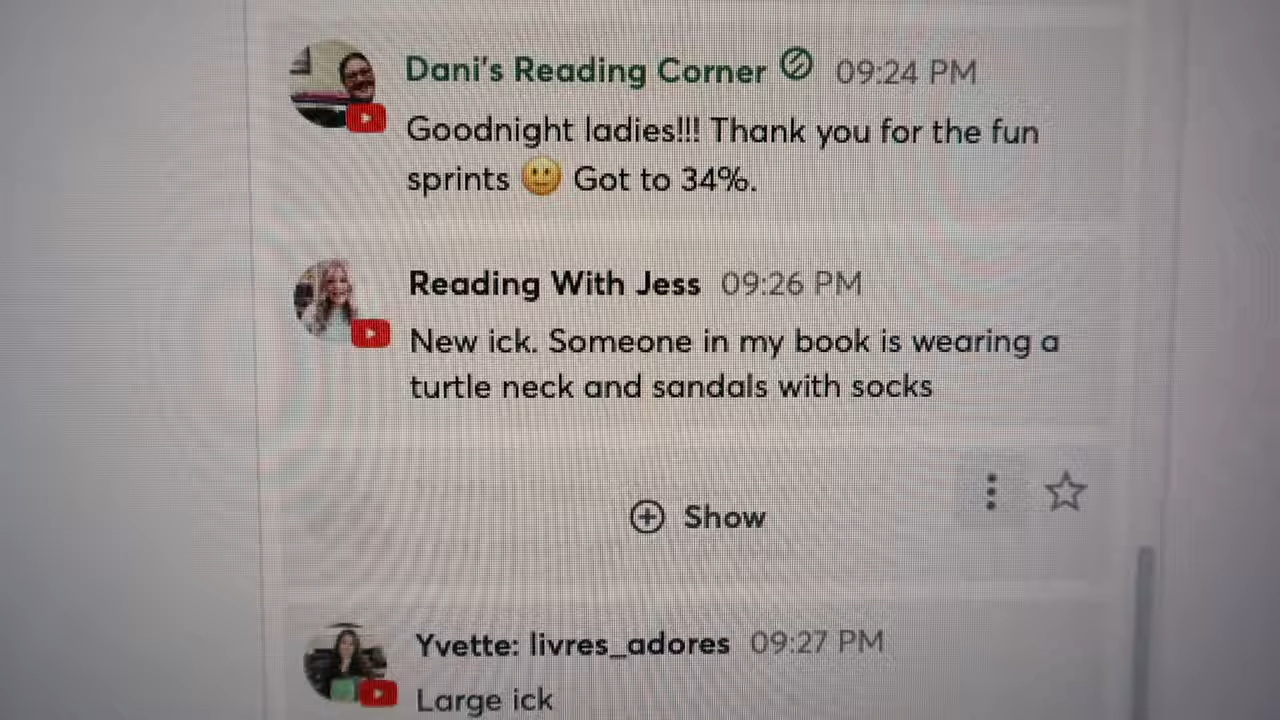 Dani's Reading Corner 09:24 PM
Goodnight ladies!!! Thank you for the fun
sprints 🙂 Got to 34%.
Reading With Jess 09:26 PM
New ick. Someone in my book is wearing a
turtle neck and sandals with socks
Show
Yvette: livres_adores 09:27 PM
Large ick